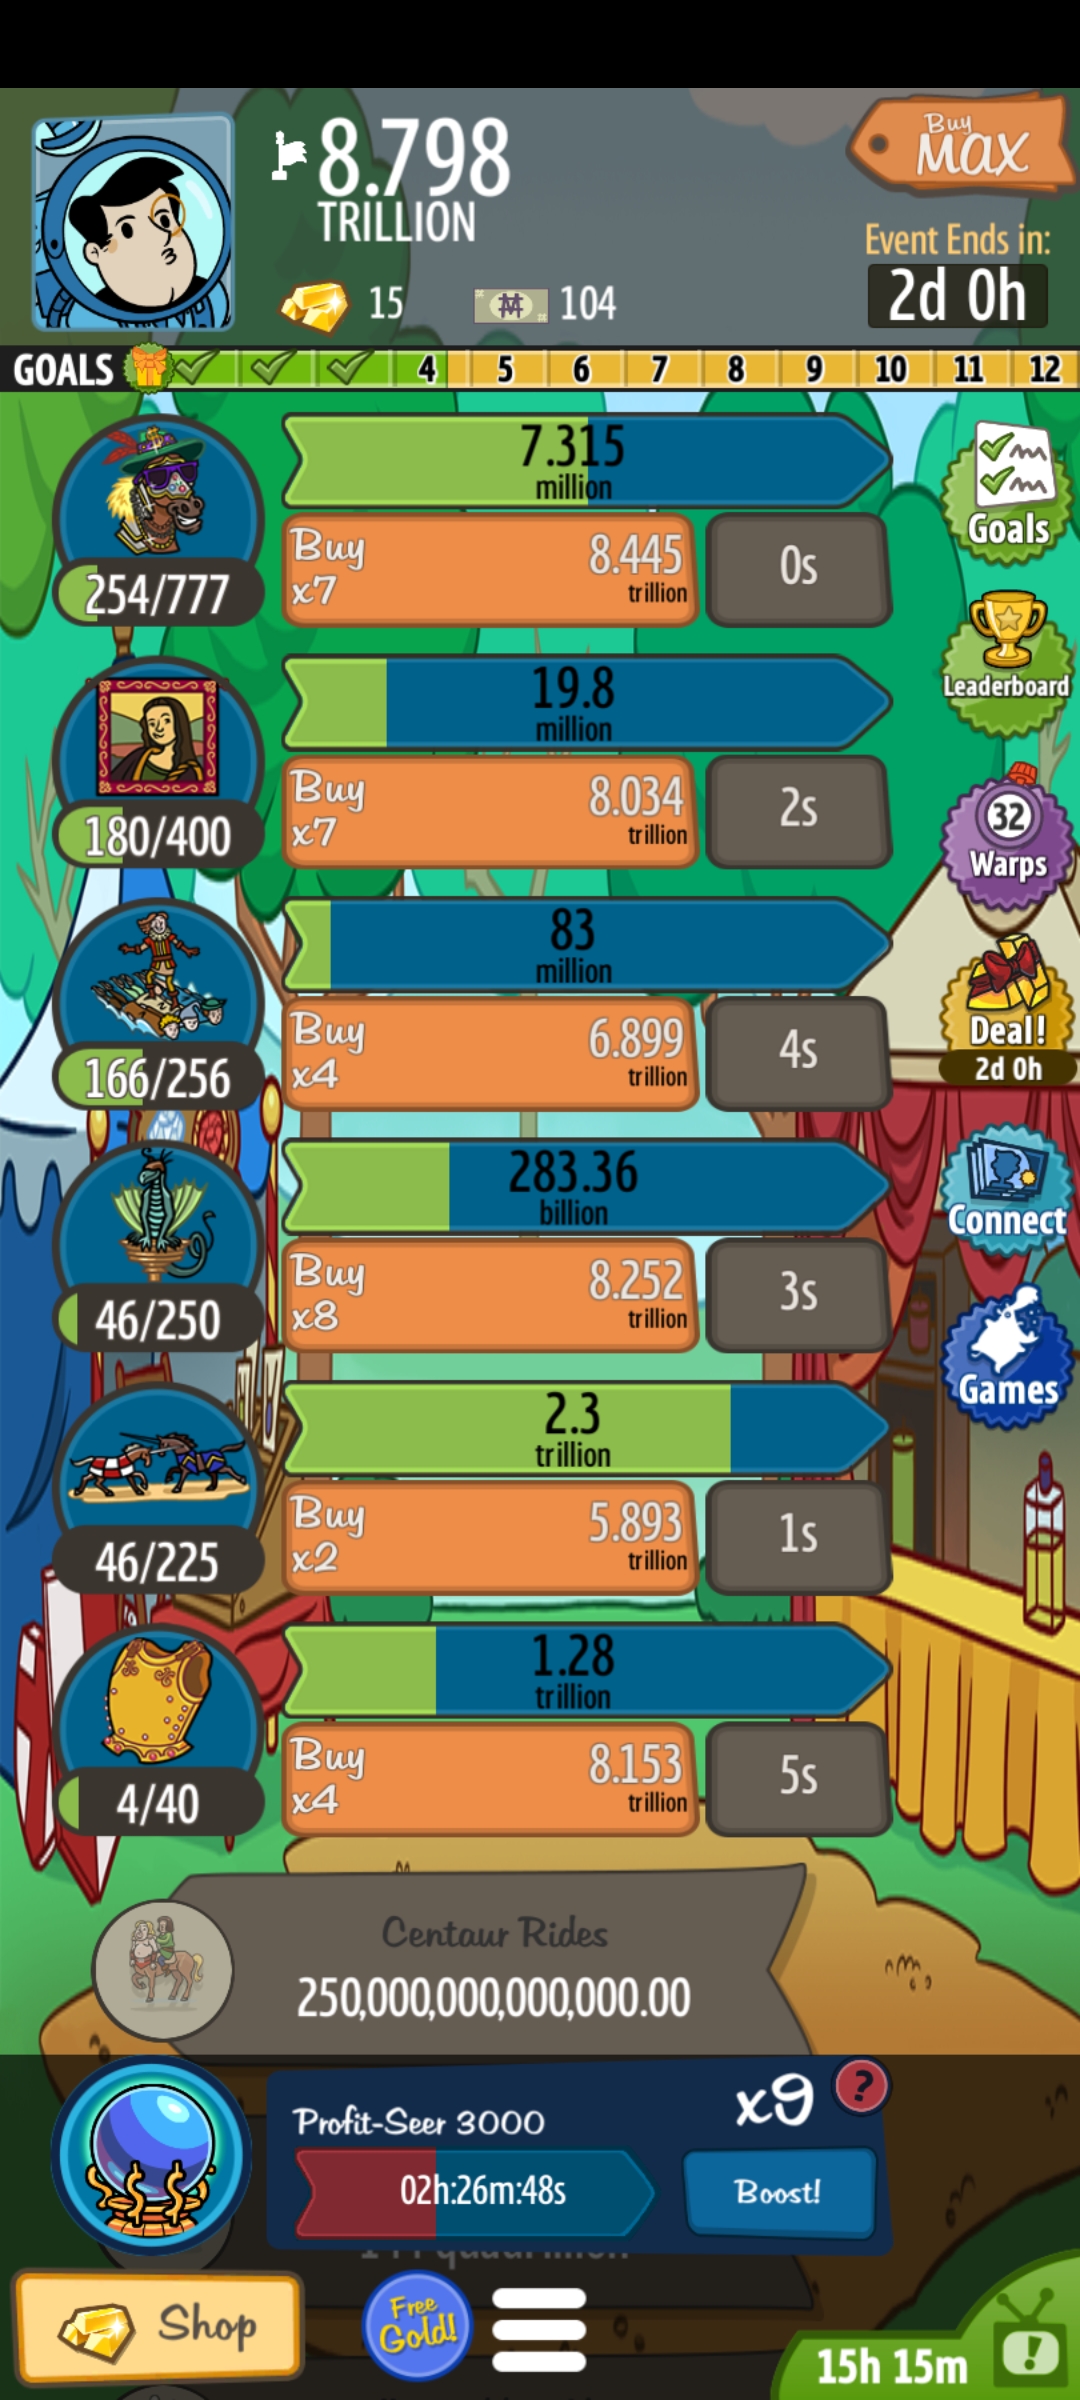 8.798
TRILLION
Buy
MAX
Event Ends in:
2d 0h
15
104
GOALS 4 5 6 7 8 9 10 11 12
7.315
million
Buy
x7
8.445
trillion
0s
254/777
Goals
19.8
million
Buy
x7
8.034
trillion
2s
180/400
Leaderboard
32
Warps
83
million
Buy
x4
6.899
trillion
4s
166/256
Deal!
2d 0h
283.36
billion
Buy
x8
8.252
trillion
3s
46/250
Connect
Games
2.3
trillion
Buy
x2
5.893
trillion
1s
46/225
1.28
trillion
Buy
x4
8.153
trillion
5s
4/40
Centaur Rides
250,000,000,000,000.00
Profit-Seer 3000
x9
?
02h:26m:48s
Boost!
Shop
Free
Gold!
15h 15m
!